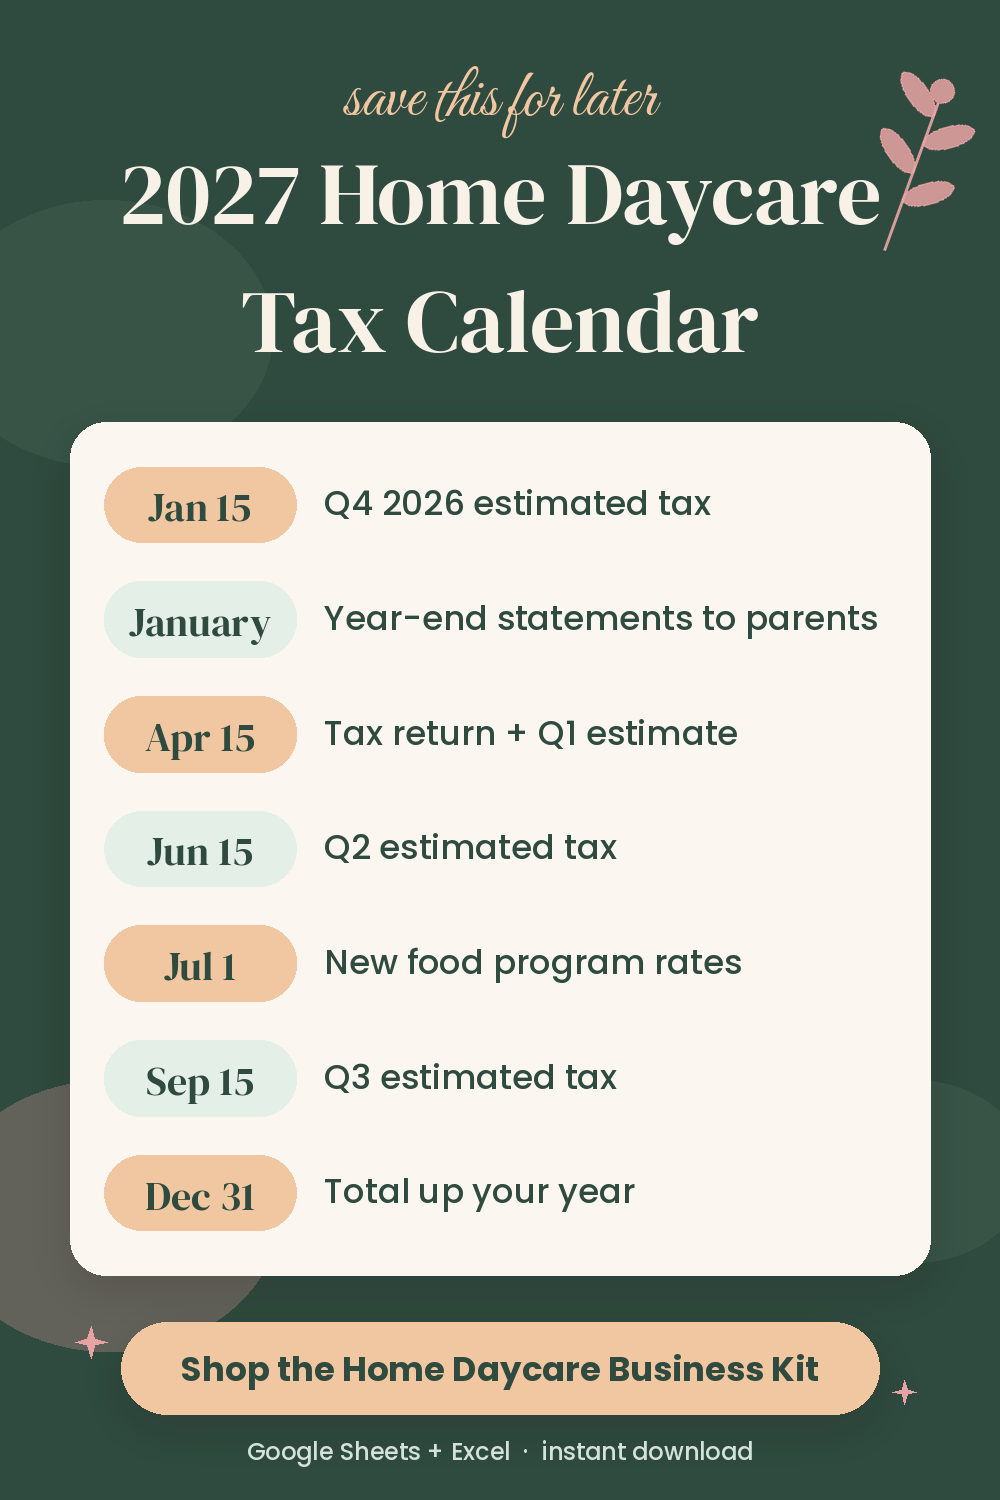 save this for later
2027 Home Daycare
Tax Calendar
Jan 15 Q4 2026 estimated tax
January Year-end statements to parents
Apr 15 Tax return + Q1 estimate
Jun 15 Q2 estimated tax
Jul 1 New food program rates
Sep 15 Q3 estimated tax
Dec 31 Total up your year
Shop the Home Daycare Business Kit
Google Sheets + Excel · instant download